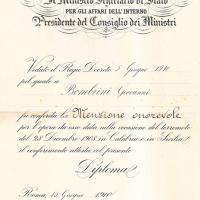 Il Ministro Segretario di Stato
PER GLI AFFARI DELL'INTERNO
Presidente del Consiglio dei Ministri
Veduto il Regio Decreto 5 Giugno 1910
pel quale a
Bombrini Giovanni
fu conferita la Menzione onorevole
per l'opera da esso data nella occasione del terremoto
del 28 Dicembre 1908 in Calabria e in Sicilia
il conferimento attesta col presente
Diploma
Roma, 15 Giugno 1910